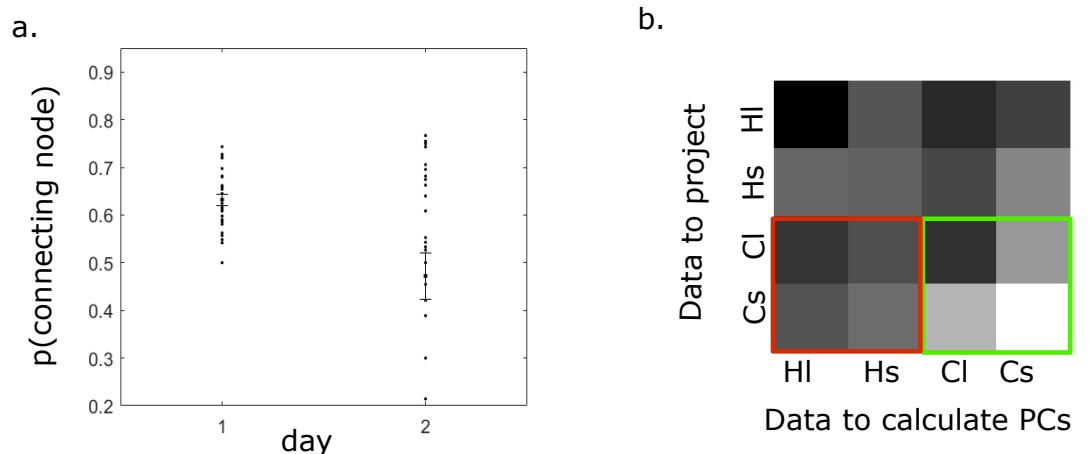 a.
p(connecting node)
0.9
0.8
0.7
0.6
0.5
0.4
0.3
0.2
1
2
day
b.
Data to project
Hl
Hs
Cl
Cs
Hl Hs Cl Cs
Data to calculate PCs